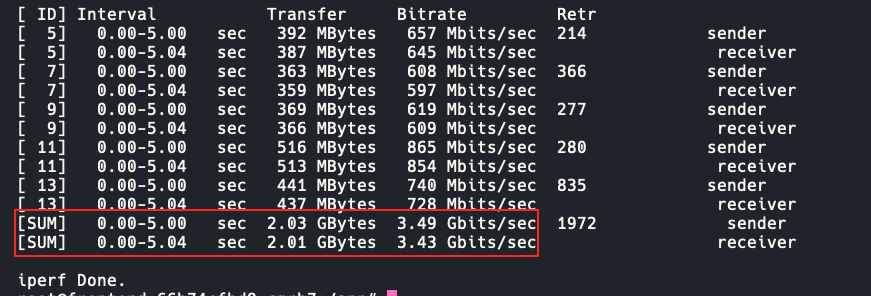 [ ID] Interval Transfer Bitrate Retr
[ 5] 0.00-5.00 sec 392 MBytes 657 Mbits/sec 214 sender
[ 5] 0.00-5.04 sec 387 MBytes 645 Mbits/sec receiver
[ 7] 0.00-5.00 sec 363 MBytes 608 Mbits/sec 366 sender
[ 7] 0.00-5.04 sec 359 MBytes 597 Mbits/sec receiver
[ 9] 0.00-5.00 sec 369 MBytes 619 Mbits/sec 277 sender
[ 9] 0.00-5.04 sec 366 MBytes 609 Mbits/sec receiver
[ 11] 0.00-5.00 sec 516 MBytes 865 Mbits/sec 280 sender
[ 11] 0.00-5.04 sec 513 MBytes 854 Mbits/sec receiver
[ 13] 0.00-5.00 sec 441 MBytes 740 Mbits/sec 835 sender
[ 13] 0.00-5.04 sec 437 MBytes 728 Mbits/sec receiver
[SUM] 0.00-5.00 sec 2.03 GBytes 3.49 Gbits/sec 1972 sender
[SUM] 0.00-5.04 sec 2.01 GBytes 3.43 Gbits/sec receiver
iperf Done.